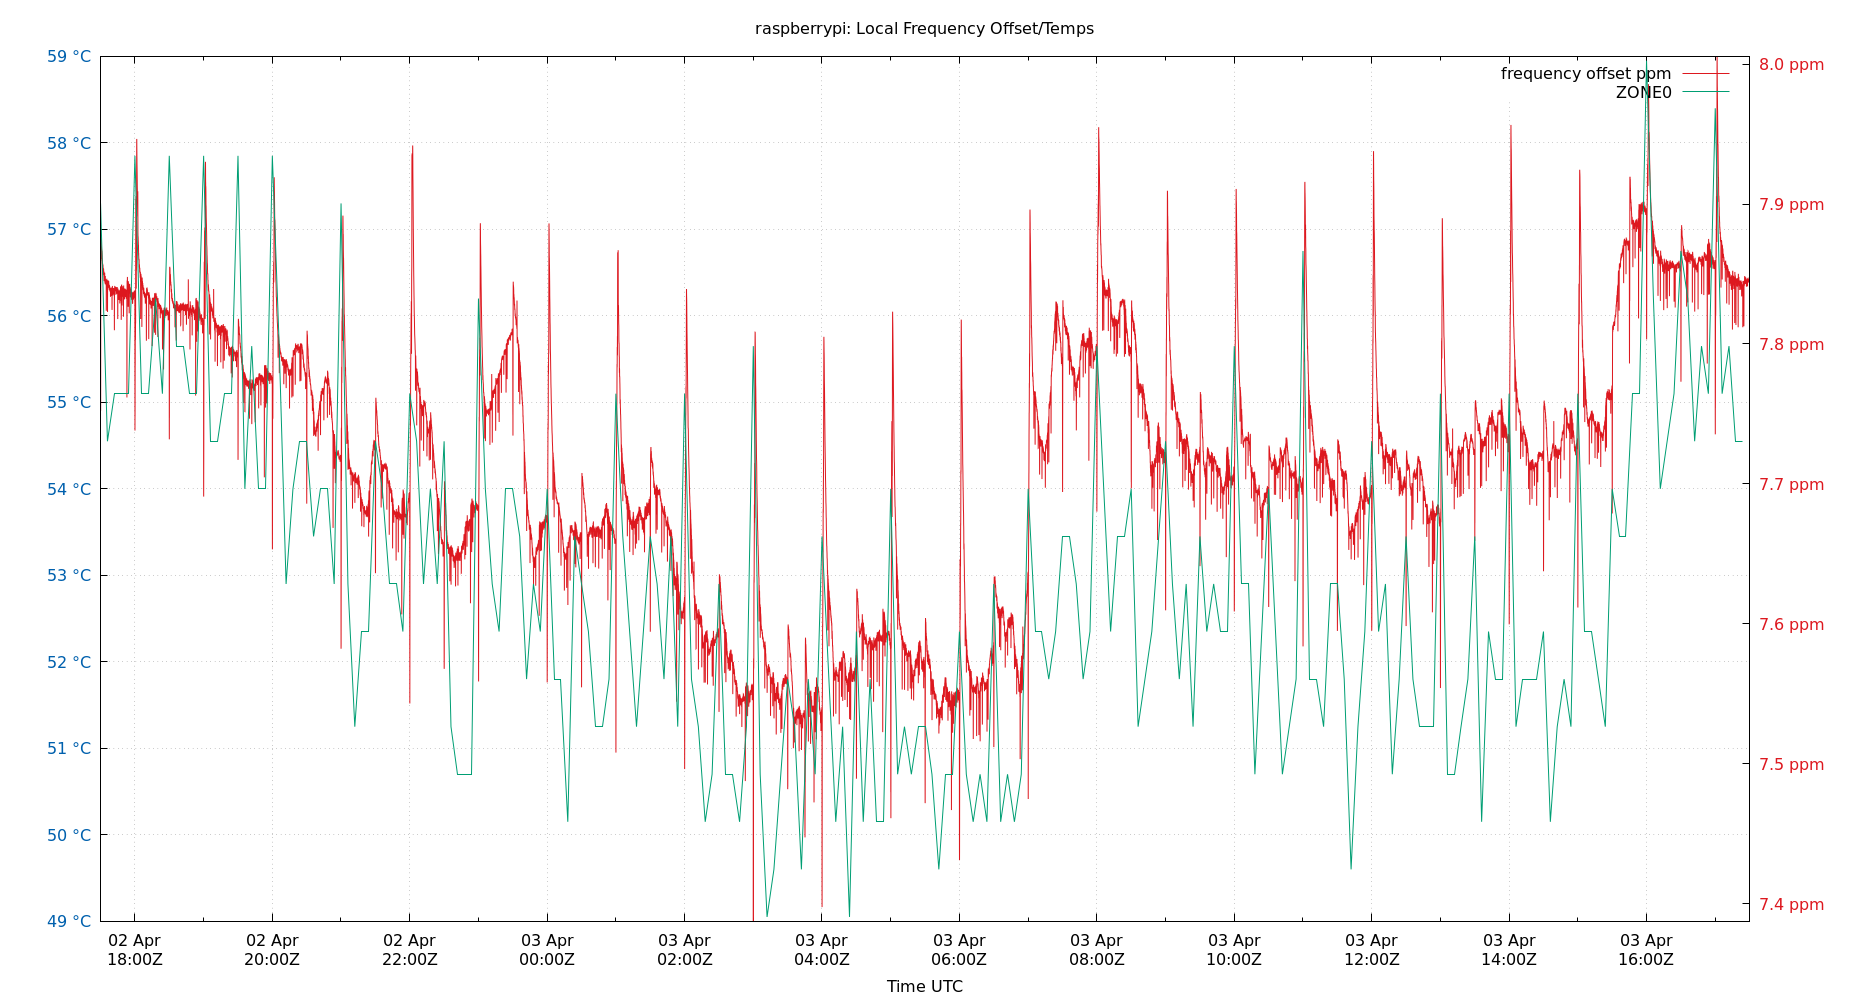 raspberrypi: Local Frequency Offset/Temps
frequency offset ppm
ZONE0
59 °C
58 °C
57 °C
56 °C
55 °C
54 °C
53 °C
52 °C
51 °C
50 °C
49 °C
8.0 ppm
7.9 ppm
7.8 ppm
7.7 ppm
7.6 ppm
7.5 ppm
7.4 ppm
02 Apr
18:00Z
02 Apr
20:00Z
02 Apr
22:00Z
03 Apr
00:00Z
03 Apr
02:00Z
03 Apr
04:00Z
03 Apr
06:00Z
03 Apr
08:00Z
03 Apr
10:00Z
03 Apr
12:00Z
03 Apr
14:00Z
03 Apr
16:00Z
Time UTC